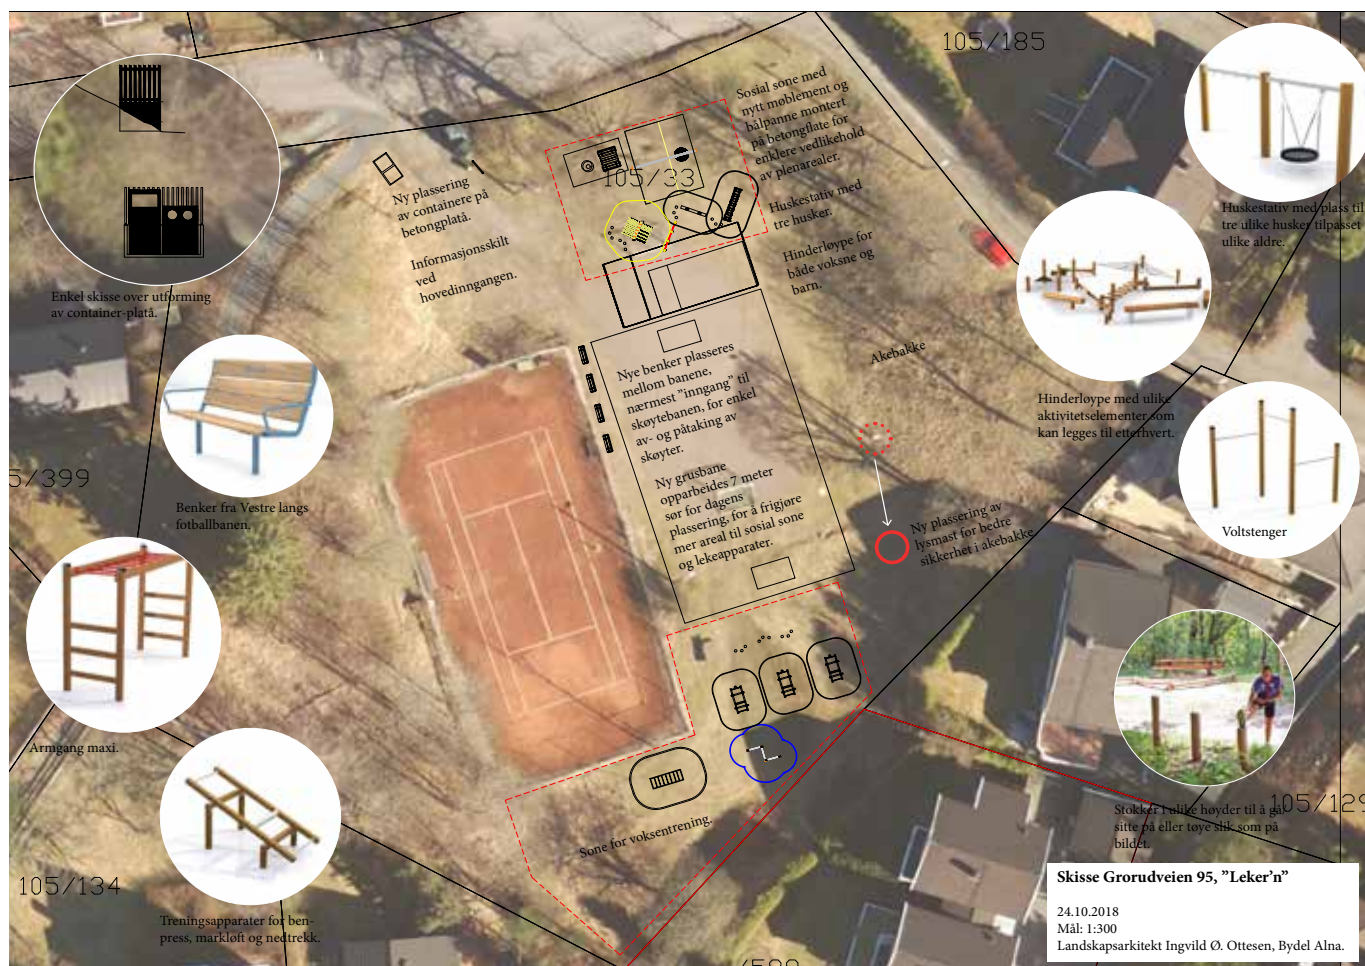 105/185
Sosial sone med
nytt møblement og
bålpanne montert
på betongflate for
enklere vedlikehold
av plenarealer.
Huskestativ med
tre husker.
Hinderløype for
både voksne og
barn.
105/33
Ny plassering
av containere på
betongplatå.
Informasjonsskilt
ved
hovedinngangen.
Enkel skisse over utforming
av container-platå.
Huskestativ med plass til
tre ulike husker tilpasset
ulike aldre.
Hinderløype med ulike
aktivitetselementer som
kan legges til etterhvert.
Akebakke
Nye benker plasseres
mellom banene,
nærmest "inngang" til
skøytebanen, for enkel
av- og påtaking av
skøyter.
Ny grusbane
opparbeides 7 meter
sør for dagens
plassering, for å frigjøre
mer areal til sosial sone
og lekeapparater.
5/399
Benker fra Vestre langs
fotballbanen.
Voltstenger
Ny plassering av
lysmast for bedre
sikkerhet i akebakke
Armgang maxi.
Stokker i ulike høyder til å gå,
sitte på eller tøye slik som på
bildet.
105/129
Sone for voksentrening.
105/134
Treningsapparater for ben-
press, markløft og nedtrekk.
Skisse Grorudveien 95, "Leker'n"
24.10.2018
Mål: 1:300
Landskapsarkitekt Ingvild Ø. Ottesen, Bydel Alna.